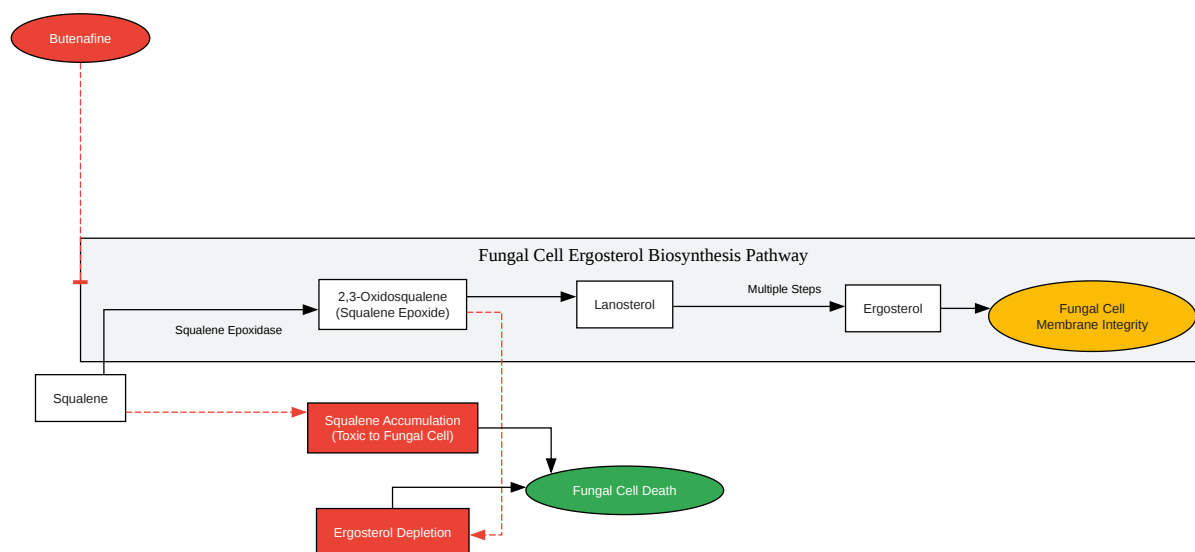 Butenafine
Fungal Cell Ergosterol Biosynthesis Pathway
2,3-Oxidosqualene
(Squalene Epoxide)
Lanosterol
Multiple Steps
Ergosterol
Fungal Cell
Membrane Integrity
Squalene Epoxidase
Squalene
Squalene Accumulation
(Toxic to Fungal Cell)
Fungal Cell Death
Ergosterol Depletion